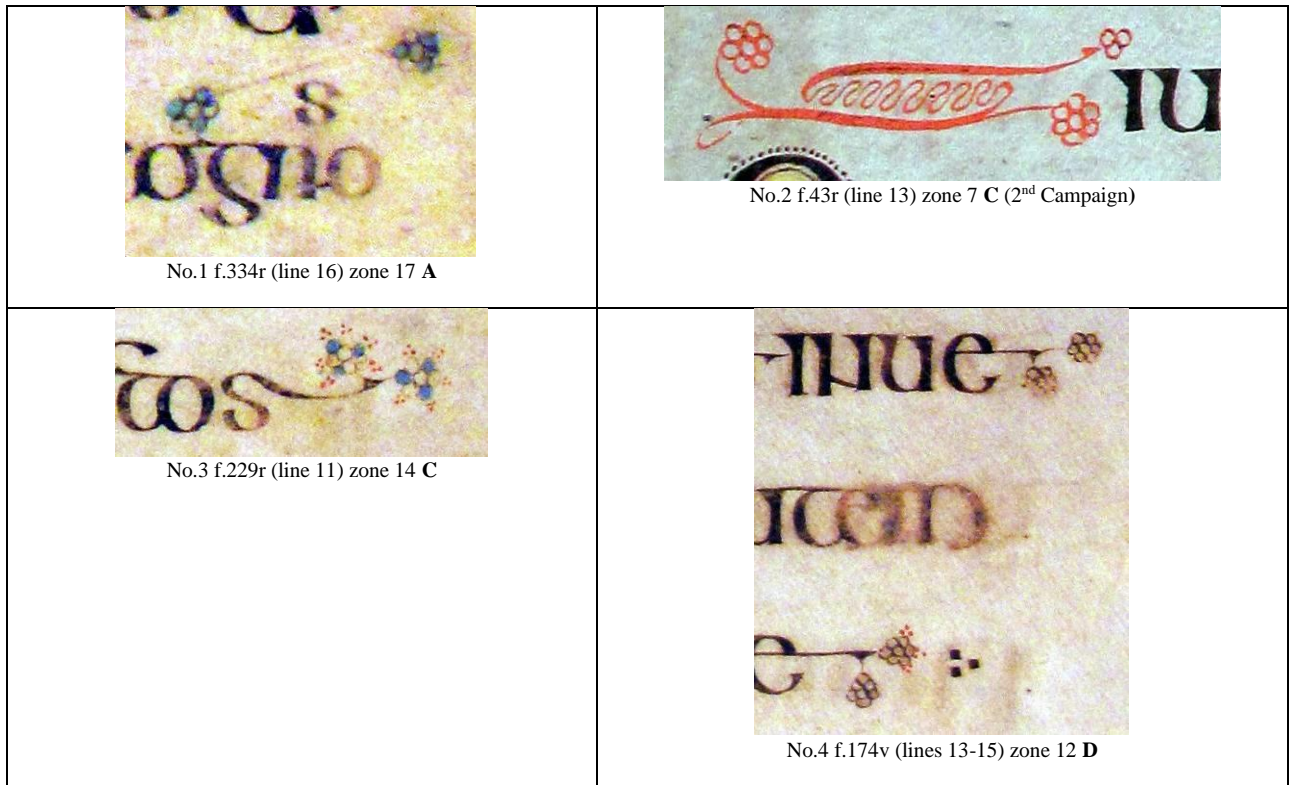 s
No.1 f.334r (line 16) zone 17 A
No.2 f.43r (line 13) zone 7 C (2nd Campaign)
No.3 f.229r (line 11) zone 14 C
e
No.4 f.174v (lines 13-15) zone 12 D